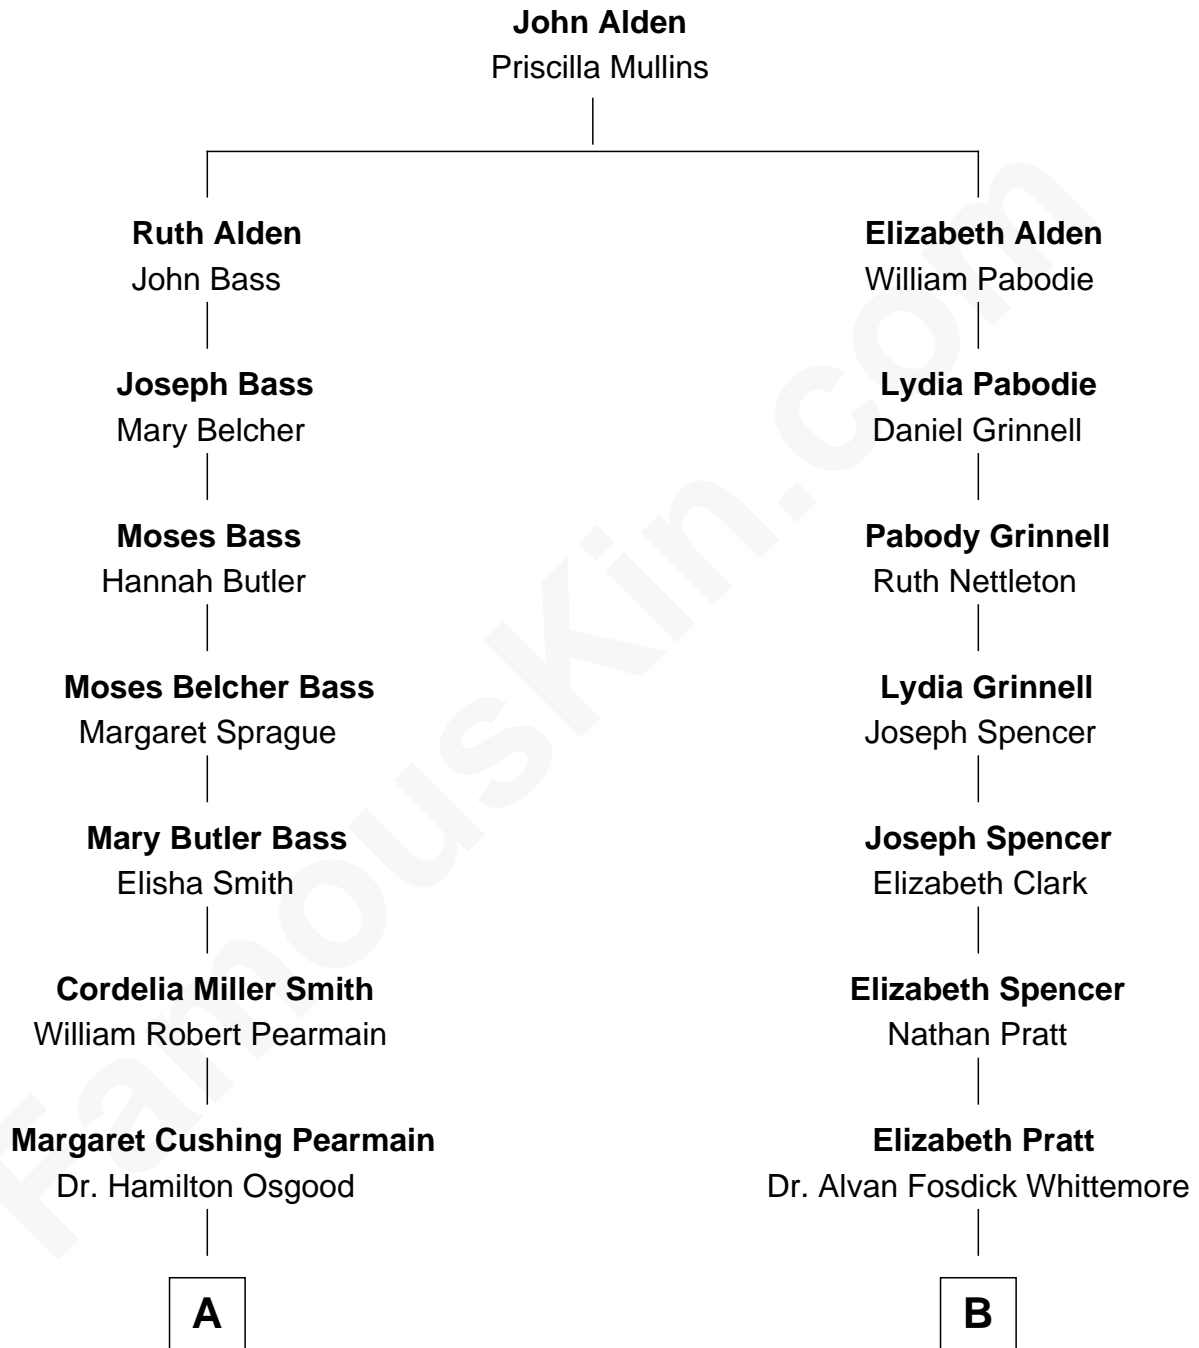 John Alden
Priscilla Mullins
Ruth Alden
John Bass
Elizabeth Alden
William Pabodie
Joseph Bass
Mary Belcher
Lydia Pabodie
Daniel Grinnell
Moses Bass
Hannah Butler
Pabody Grinnell
Ruth Nettleton
Moses Belcher Bass
Margaret Sprague
Lydia Grinnell
Joseph Spencer
Mary Butler Bass
Elisha Smith
Joseph Spencer
Elizabeth Clark
Cordelia Miller Smith
William Robert Pearmain
Elizabeth Spencer
Nathan Pratt
Margaret Cushing Pearmain
Dr. Hamilton Osgood
Elizabeth Pratt
Dr. Alvan Fosdick Whittemore
A
B
FamousKin.com